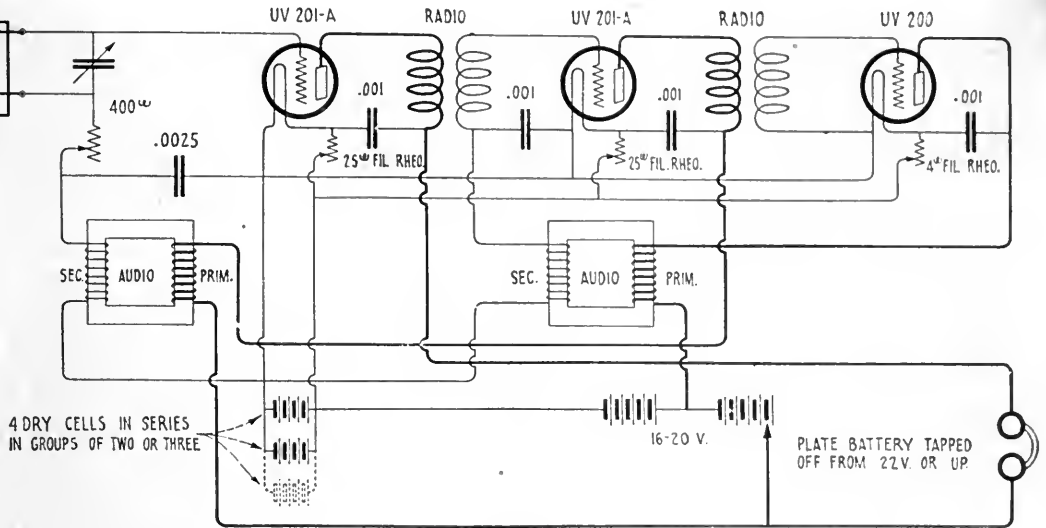 UV 201-A
RADIO
UV 201-A
RADIO
UV 200
400ω
.0025
.001
.001
.001
.001
.001
25ω FIL. RHEO.
25ω FIL. RHEO.
4ω FIL. RHEO.
SEC.
AUDIO
PRIM.
SEC.
AUDIO
PRIM.
4 DRY CELLS IN SERIES
IN GROUPS OF TWO OR THREE
16-20 V.
PLATE BATTERY TAPPED
OFF FROM 22V. OR UP.